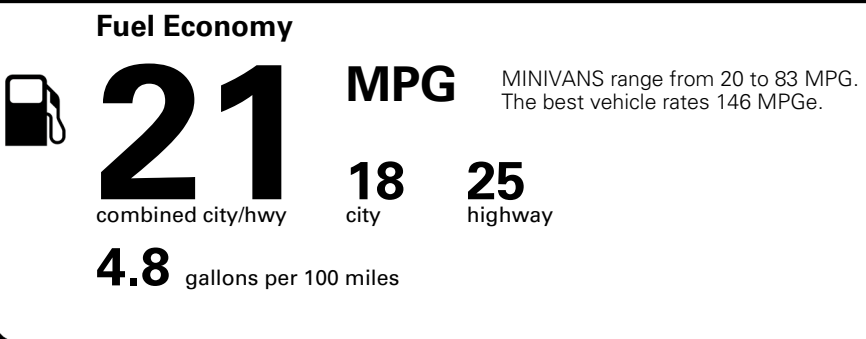 Fuel Economy
21 MPG
MINIVANS range from 20 to 83 MPG.
The best vehicle rates 146 MPGe.
combined city/hwy
18
city
25
highway
4.8 gallons per 100 miles